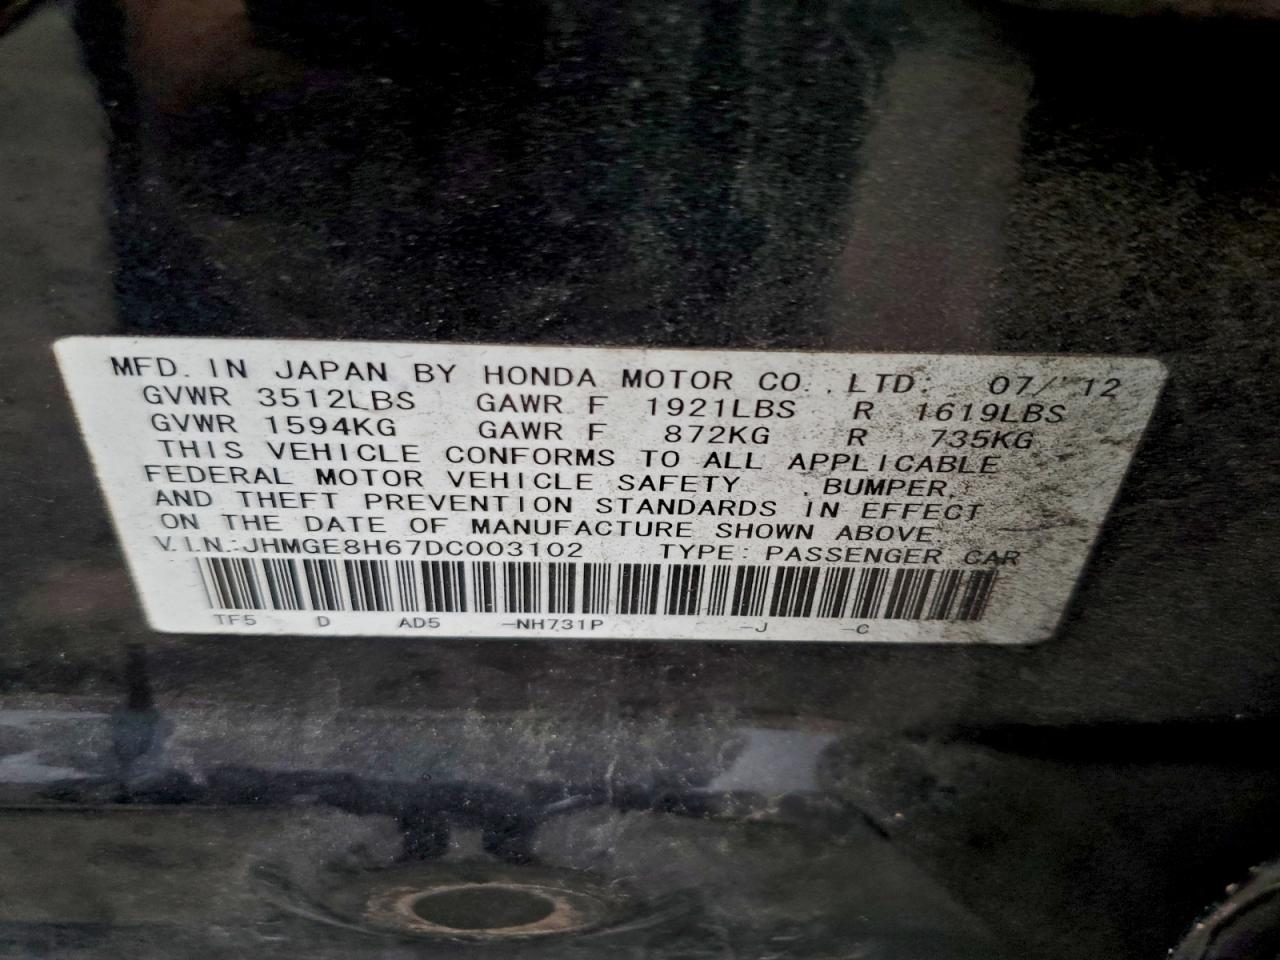 MFD. IN JAPAN BY HONDA MOTOR CO., LTD. 07/12
GVWR 3512LBS GAWR F 1921LBS R 1619LBS
GVWR 1594KG GAWR F 872KG R 735KG
THIS VEHICLE CONFORMS TO ALL APPLICABLE
FEDERAL MOTOR VEHICLE SAFETY , BUMPER,
AND THEFT PREVENTION STANDARDS IN EFFECT
ON THE DATE OF MANUFACTURE SHOWN ABOVE.
V.I.N.:JHMGE8H67DC003102 TYPE: PASSENGER CAR
TF5 D AD5 -NH731P -J -C